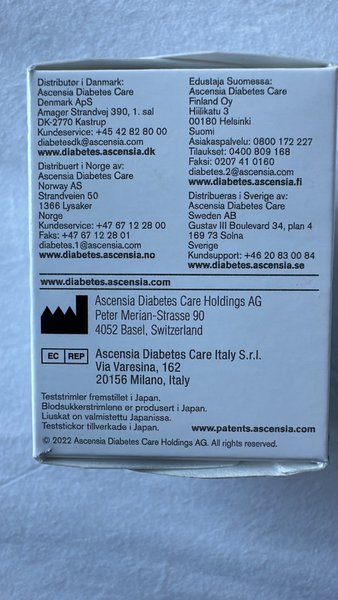 Distributør i Danmark:
Ascensia Diabetes Care
Denmark ApS
Amager Strandvej 390, 1. sal
DK-2770 Kastrup
Kundeservice: +45 42 82 80 00
diabetesdk@ascensia.com
www.diabetes.ascensia.dk
Distribuert i Norge av:
Ascensia Diabetes Care
Norway AS
Strandveien 50
1366 Lysaker
Norge
Kundeservice: +47 67 12 28 00
Faks: +47 67 12 28 01
diabetes.1@ascensia.com
www.diabetes.ascensia.no
Edustaja Suomessa:
Ascensia Diabetes Care
Finland Oy
Hiilikatu 3
00180 Helsinki
Suomi
Asiakaspalvelu: 0800 172 227
Tilaukset: 0400 809 168
Faksi: 0207 41 0160
diabetes.2@ascensia.com
www.diabetes.ascensia.fi
Distribueras i Sverige av:
Ascensia Diabetes Care
Sweden AB
Gustav III Boulevard 34, plan 4
169 73 Solna
Sverige
Kundsupport: +46 20 83 00 84
www.diabetes.ascensia.se
www.diabetes.ascensia.com
Ascensia Diabetes Care Holdings AG
Peter Merian-Strasse 90
4052 Basel, Switzerland
EC REP
Ascensia Diabetes Care Italy S.r.l.
Via Varesina, 162
20156 Milano, Italy
Teststrimler fremstillet i Japan.
Blodsukkerstrimlene er produsert i Japan.
Liuskat on valmistettu Japanissa.
Teststickor tillverkade i Japan.
www.patents.ascensia.com
© 2022 Ascensia Diabetes Care Holdings AG. All rights reserved.